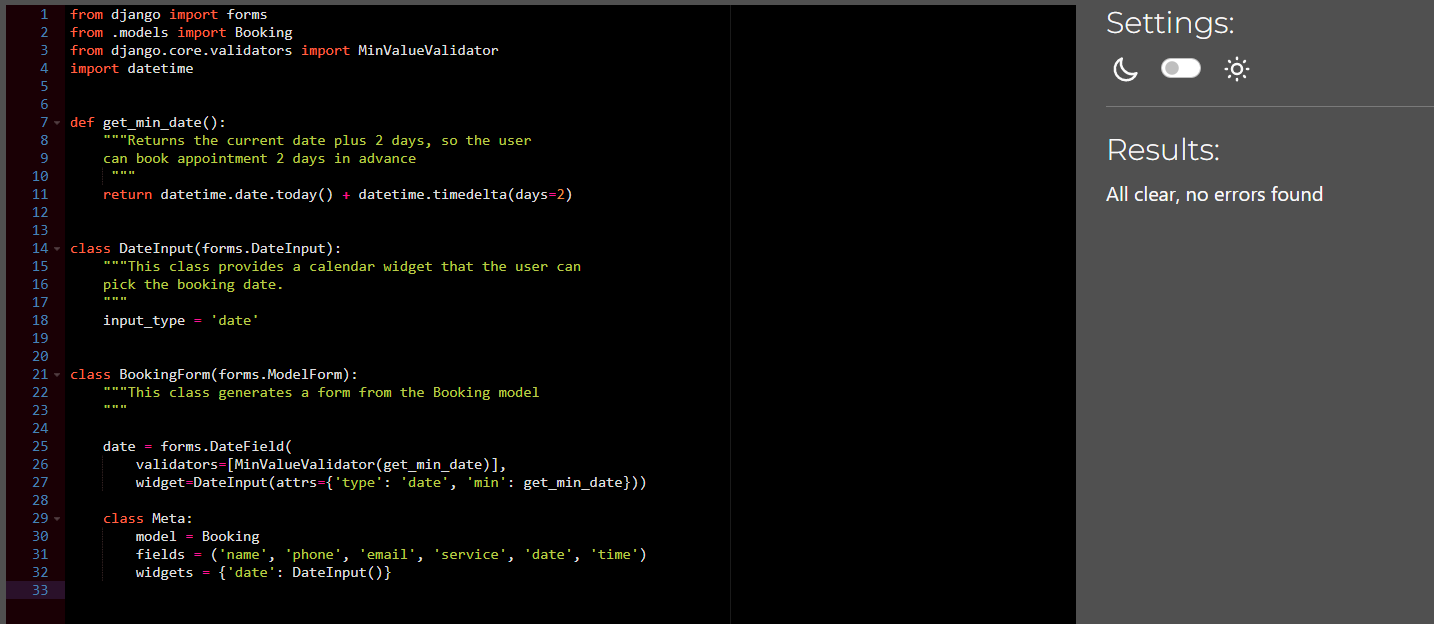 1 from django import forms
2 from .models import Booking
3 from django.core.validators import MinValueValidator
4 import datetime
5
6
7 def get_min_date():
8     """Returns the current date plus 2 days, so the user
9     can book appointment 2 days in advance
10      """
11     return datetime.date.today() + datetime.timedelta(days=2)
12
13
14 class DateInput(forms.DateInput):
15     """This class provides a calendar widget that the user can
16     pick the booking date.
17     """
18     input_type = 'date'
19
20
21 class BookingForm(forms.ModelForm):
22     """This class generates a form from the Booking model
23     """
24
25     date = forms.DateField(
26         validators=[MinValueValidator(get_min_date)],
27         widget=DateInput(attrs={'type': 'date', 'min': get_min_date}))
28
29     class Meta:
30         model = Booking
31         fields = ('name', 'phone', 'email', 'service', 'date', 'time')
32         widgets = {'date': DateInput()}
33
Settings:
Results:
All clear, no errors found